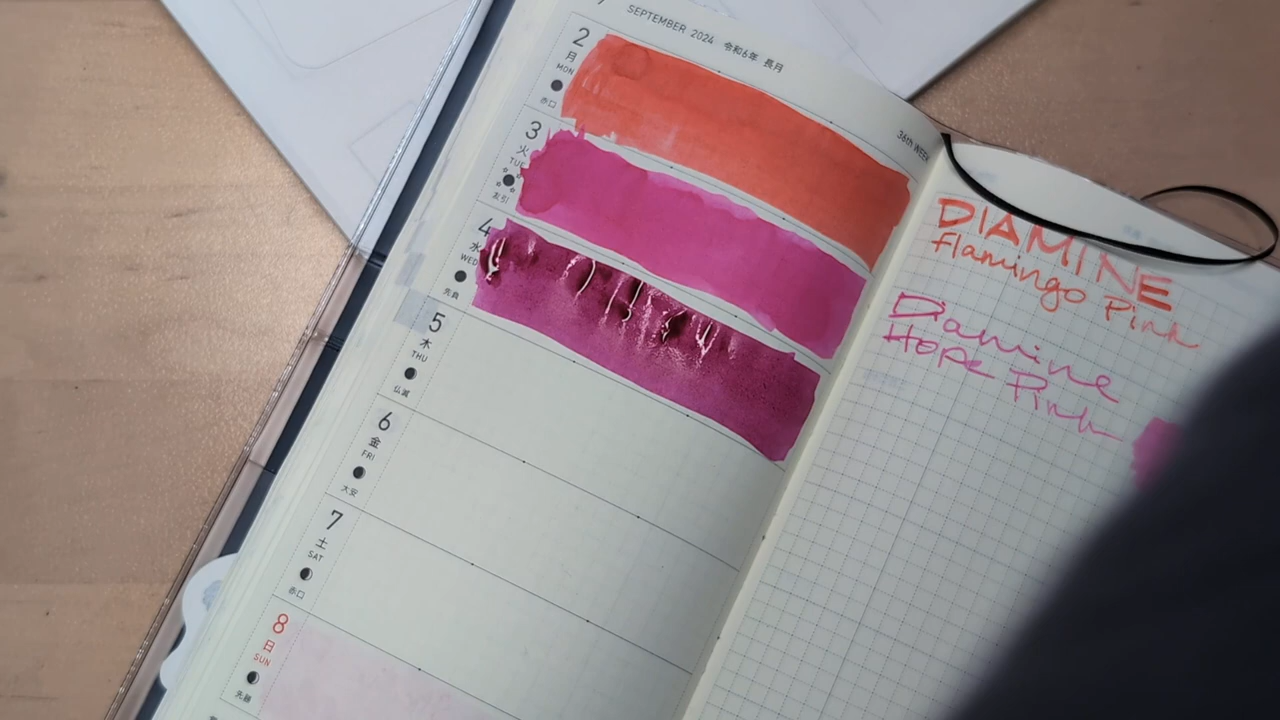 SEPTEMBER 2024 令和6年 長月
36th WEEK
2
月
MON
赤口
3
火
TUE
友引
4
水
WED
先負
5
木
THU
仏滅
6
金
FRI
大安
7
土
SAT
赤口
8
日
SUN
先勝
DIAMINE
Flamingo Pink
Diamine
Hope Pink